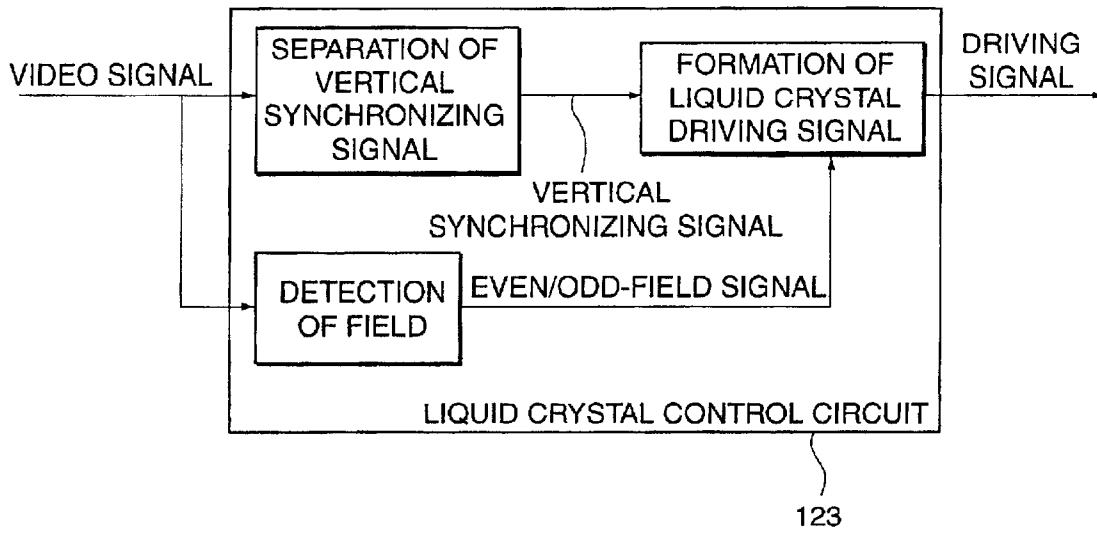 VIDEO SIGNAL
SEPARATION OF
VERTICAL
SYNCHRONIZING
SIGNAL
FORMATION OF
LIQUID CRYSTAL
DRIVING SIGNAL
DRIVING
SIGNAL
VERTICAL
SYNCHRONIZING SIGNAL
DETECTION
OF FIELD
EVEN/ODD-FIELD SIGNAL
LIQUID CRYSTAL CONTROL CIRCUIT
123